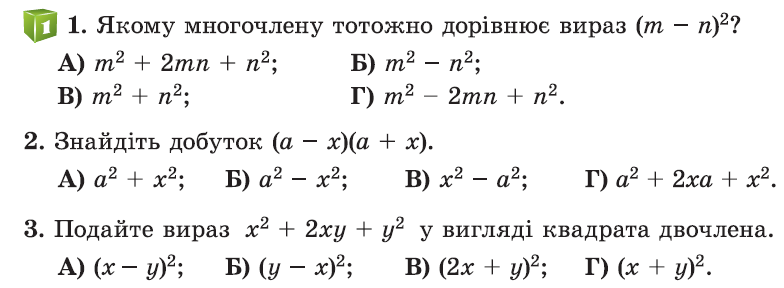 1 1. Якому многочлену тотожно дорівнює вираз (m − n)²?
А) m² + 2mn + n²; Б) m² − n²;
В) m² + n²; Г) m² − 2mn + n².
2. Знайдіть добуток (a − x)(a + x).
А) a² + x²; Б) a² − x²; В) x² − a²; Г) a² + 2xa + x².
3. Подайте вираз x² + 2xy + y² у вигляді квадрата двочлена.
А) (x − y)²; Б) (y − x)²; В) (2x + y)²; Г) (x + y)².